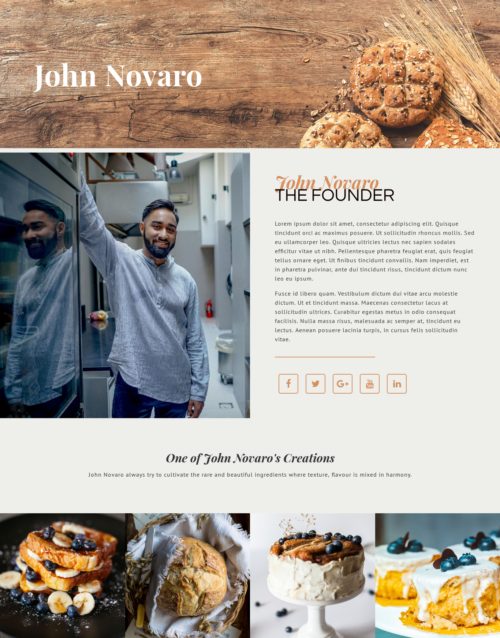 John Novaro
John Novaro
THE FOUNDER
Lorem ipsum dolor sit amet, consectetur adipiscing elit. Quisque
tincidunt orci ac maximus posuere. Ut sollicitudin rhoncus mollis. Sed
eu ullamcorper leo. Quisque ultricies lectus nec sapien sodales
efficitur vitae ut nibh. Pellentesque pharetra feugiat erat, quis feugiat
tellus ornare eget. Ut finibus tincidunt convallis. Nam imperdiet, est
in pharetra pulvinar, ante dui tincidunt risus, tincidunt dictum nunc
leo eu est.
Fusce id libero quam. Vestibulum dictum dui vitae arcu molestie
dictum. Ut et tincidunt massa. Maecenas consectetur lacus at
sollicitudin ultrices. Curabitur egestas metus in odio consequat
facilisis. Nulla massa risus, malesuada ac semper at, tincidunt eu
lectus. Aenean posuere lacinia turpis, in cursus felis sollicitudin
vitae.
f G+ You Tube in
One of John Novaro's Creations
John Novaro always try to cultivate the rare and beautiful ingredients where texture, flavour is mixed in harmony.